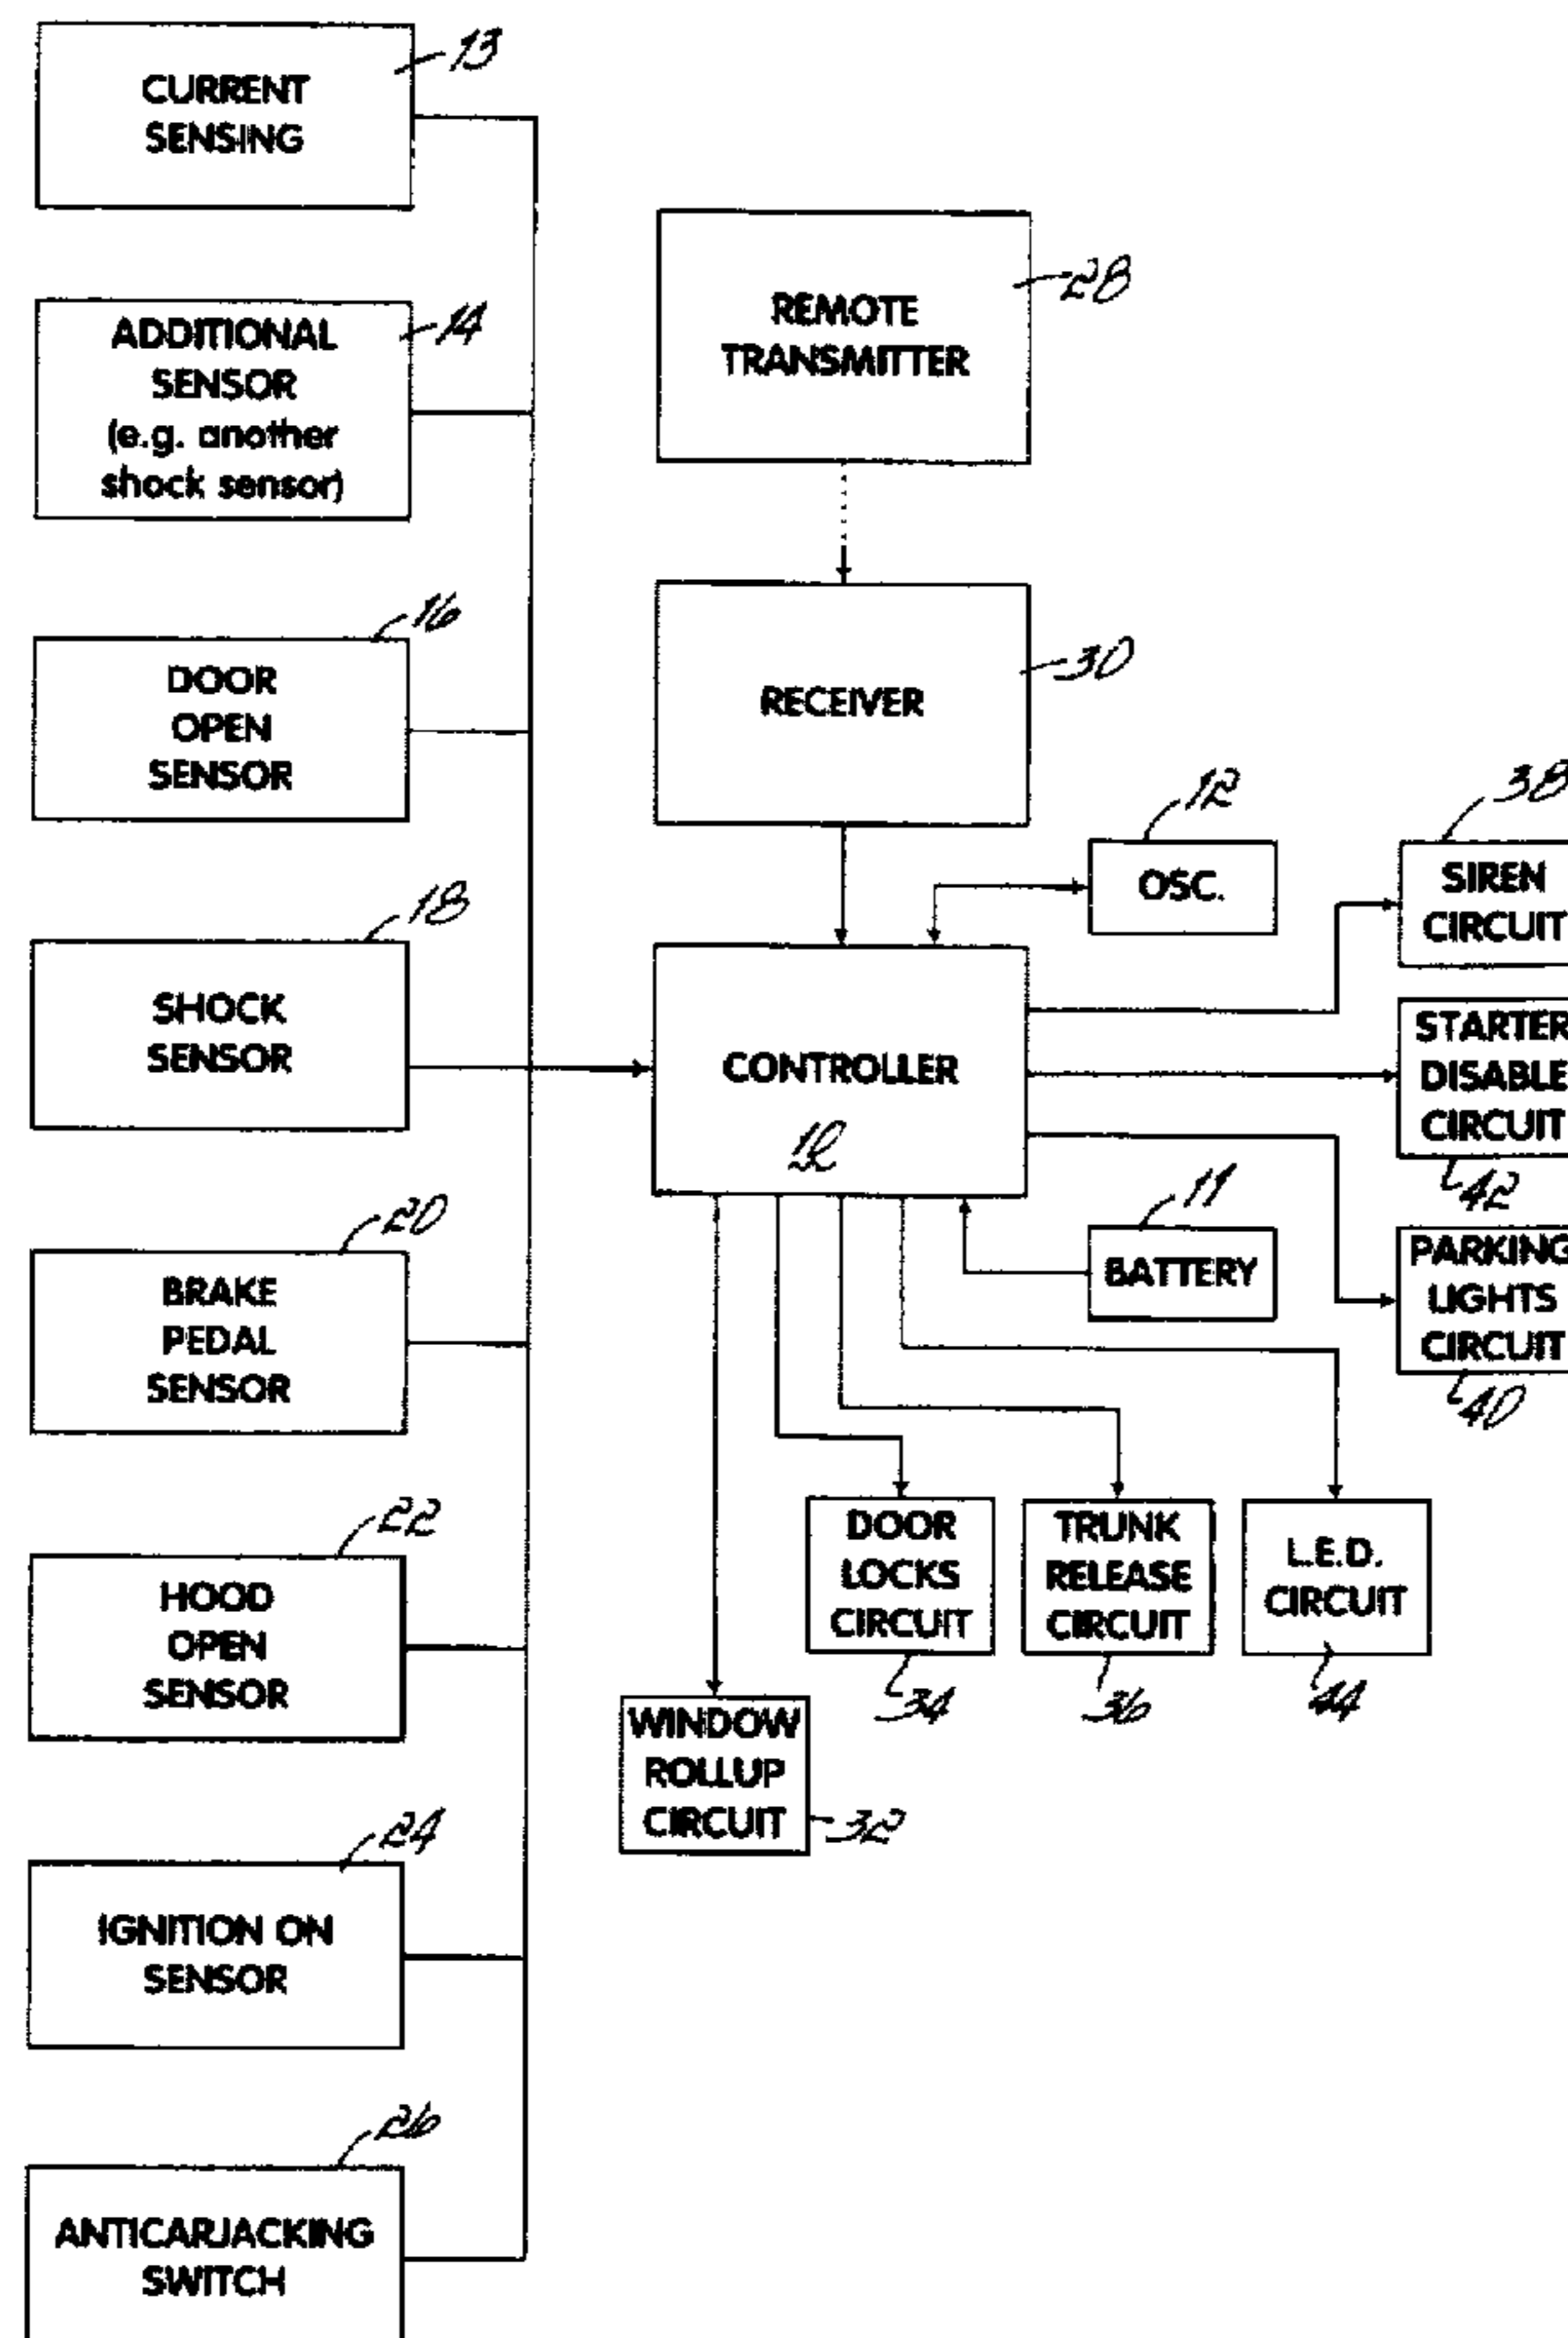 CURRENT
SENSING
13
ADDITIONAL
SENSOR
(e.g. another
shock sensor)
14
DOOR
OPEN
SENSOR
16
SHOCK
SENSOR
18
BRAKE
PEDAL
SENSOR
20
HOOD
OPEN
SENSOR
22
IGNITION ON
SENSOR
24
ANTICARJACKING
SWITCH
26
REMOTE
TRANSMITTER
28
RECEIVER
30
OSC.
12
CONTROLLER
BATTERY
11
SIREN
CIRCUIT
38
STARTER
DISABLE
CIRCUIT
42
PARKING
LIGHTS
CIRCUIT
40
WINDOW
ROLLUP
CIRCUIT
32
DOOR
LOCKS
CIRCUIT
34
TRUNK
RELEASE
CIRCUIT
36
L.E.D.
CIRCUIT
44